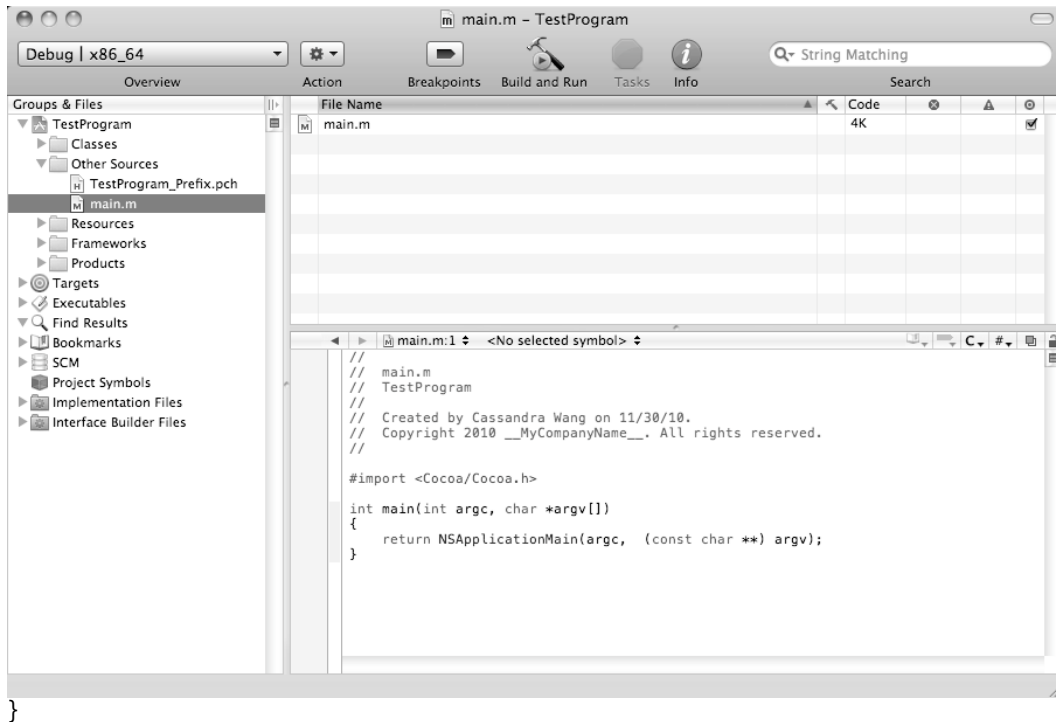 main.m – TestProgram
Debug | x86_64
String Matching
Overview
Action
Breakpoints
Build and Run
Tasks
Info
Search
Groups & Files
TestProgram
Classes
Other Sources
TestProgram_Prefix.pch
main.m
Resources
Frameworks
Products
Targets
Executables
Find Results
Bookmarks
SCM
Project Symbols
Implementation Files
Interface Builder Files
File Name
Code
main.m
4K
main.m:1
<No selected symbol>
C
#
//
//  main.m
//  TestProgram
//
//  Created by Cassandra Wang on 11/30/10.
//  Copyright 2010 __MyCompanyName__. All rights reserved.
//
#import <Cocoa/Cocoa.h>
int main(int argc, char *argv[])
{
    return NSApplicationMain(argc,  (const char **) argv);
}
}